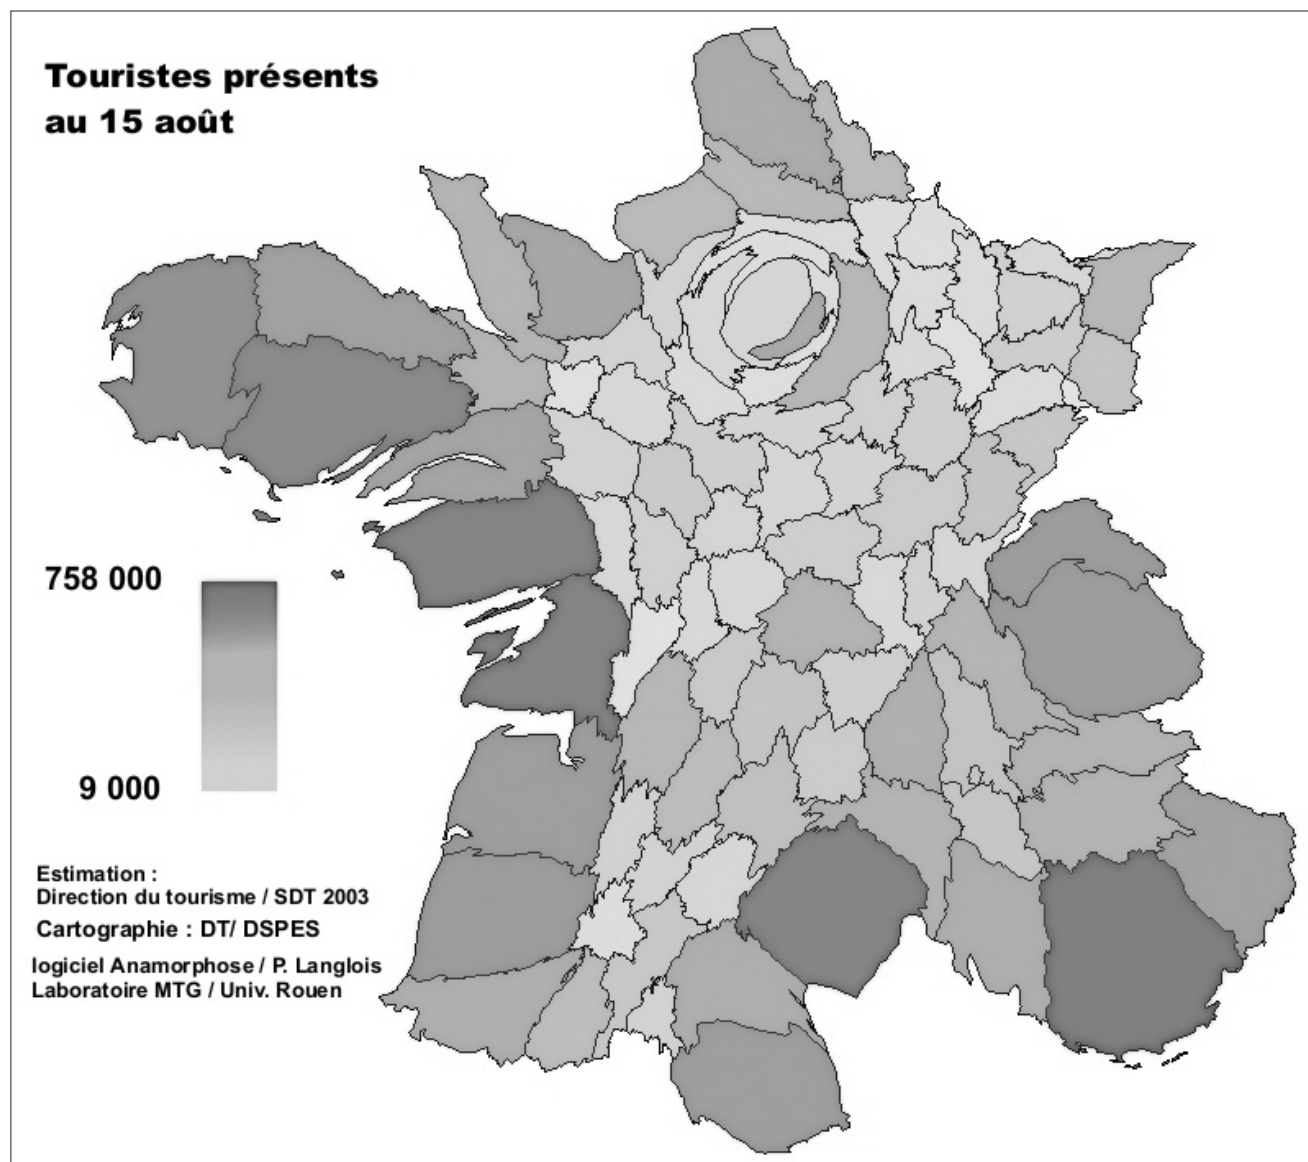 Touristes présents
au 15 août
758 000
9 000
Estimation :
Direction du tourisme / SDT 2003
Cartographie : DT/ DSPES
logiciel Anamorphose / P. Langlois
Laboratoire MTG / Univ. Rouen